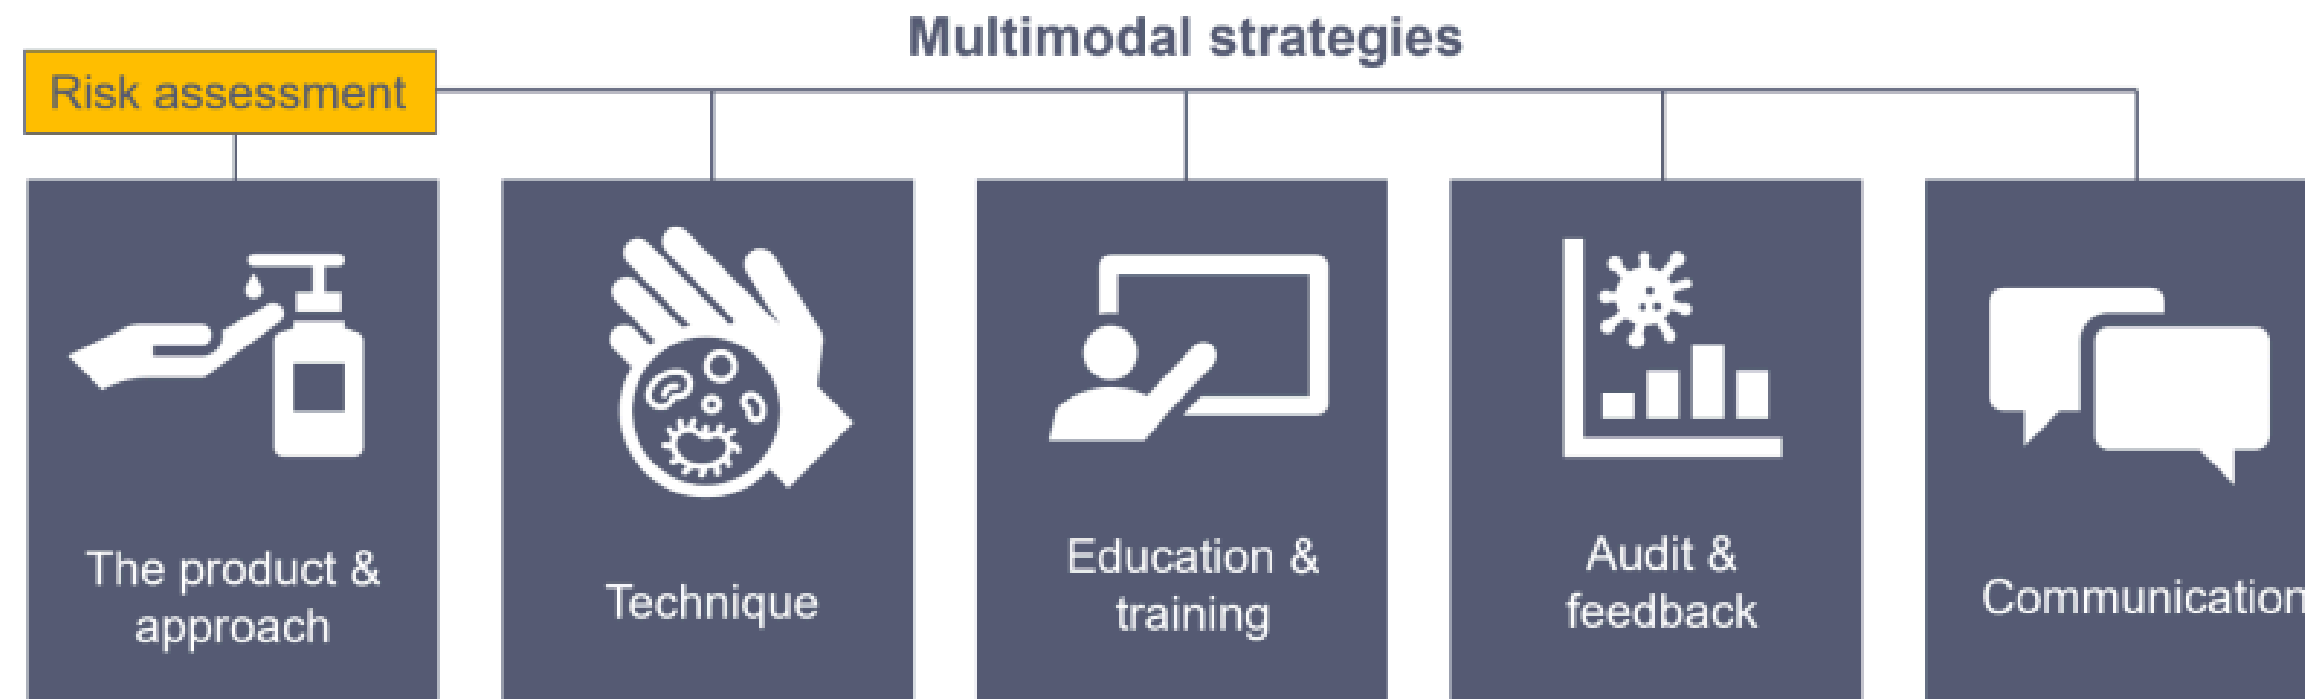 Multimodal strategies
Risk assessment
The product &
approach
Technique
Education &
training
Audit &
feedback
Communication